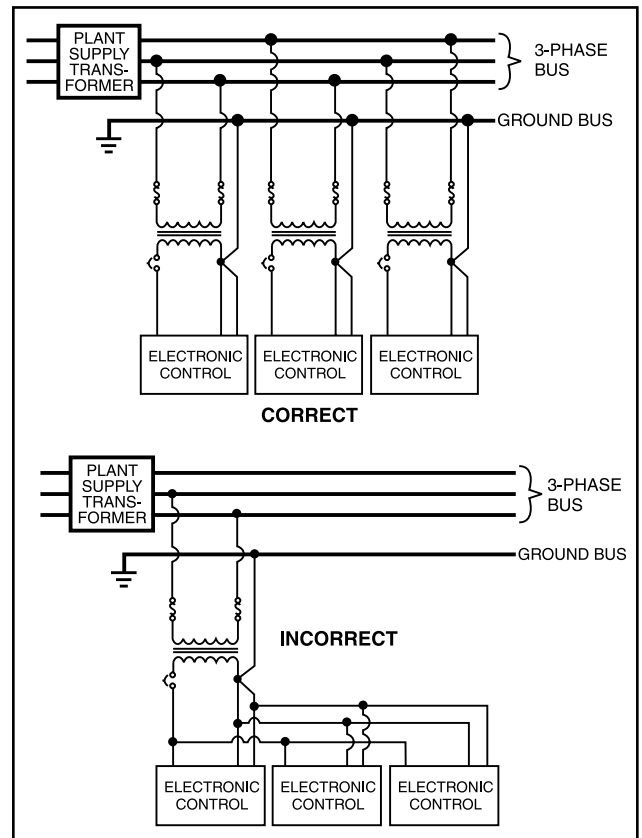 PLANT
SUPPLY
TRANS-
FORMER
3-PHASE
BUS
GROUND BUS
ELECTRONIC
CONTROL
ELECTRONIC
CONTROL
ELECTRONIC
CONTROL
CORRECT
PLANT
SUPPLY
TRANS-
FORMER
3-PHASE
BUS
GROUND BUS
INCORRECT
ELECTRONIC
CONTROL
ELECTRONIC
CONTROL
ELECTRONIC
CONTROL